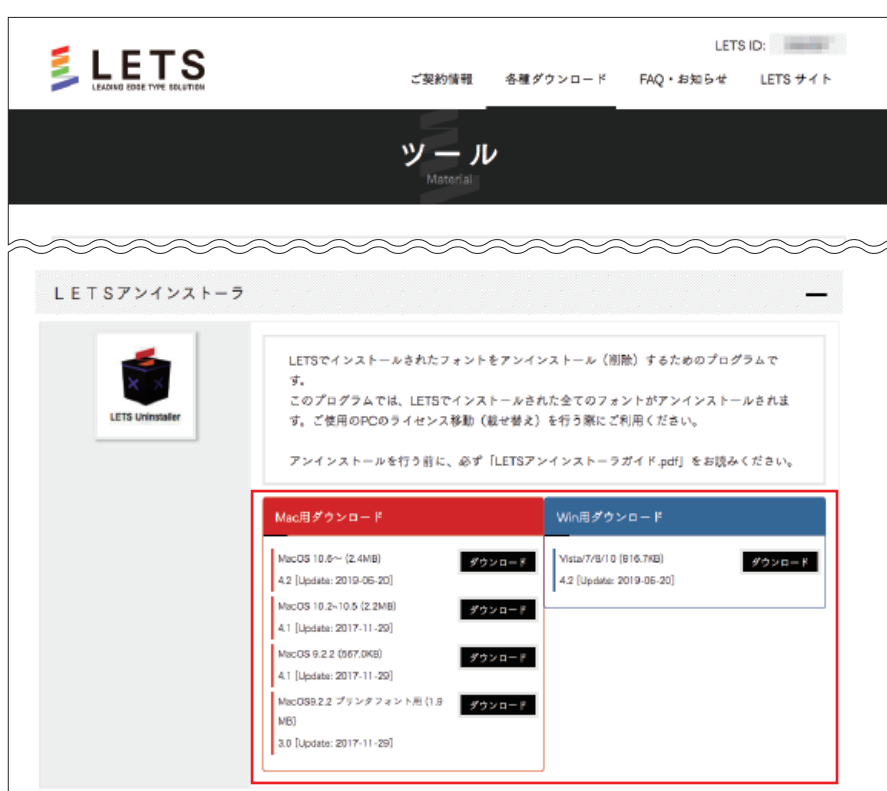 LETS ID:
LETS
LEADING EDGE TYPE SOLUTION
ご契約情報 各種ダウンロード FAQ・お知らせ LETS サイト
ツール
Material
LETSアンインストーラ
LETS Uninstaller
LETSでインストールされたフォントをアンインストール（削除）するためのプログラムで
す。
このプログラムでは、LETSでインストールされた全てのフォントがアンインストールされま
す。ご使用のPCのライセンス移動（載せ替え）を行う際にご利用ください。
アンインストールを行う前に、必ず「LETSアンインストーラガイド.pdf」をお読みください。
Mac用ダウンロード
MacOS 10.6〜 (2.4MB) ダウンロード
4.2 [Update: 2019-06-20]
MacOS 10.2~10.5 (2.2MB) ダウンロード
4.1 [Update: 2017-11-29]
MacOS 9.2.2 (567.0KB) ダウンロード
4.1 [Update: 2017-11-29]
MacOS9.2.2 プリンタフォント用 (1.9 ダウンロード
MB)
3.0 [Update: 2017-11-29]
Win用ダウンロード
Vista/7/8/10 (816.7KB) ダウンロード
4.2 [Update: 2019-06-20]